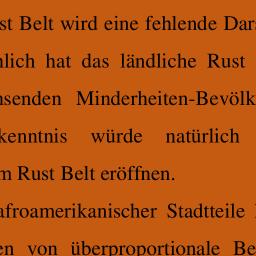 st Belt wird eine fehlende Dar
nlich hat das ländliche Rust
nsenden Minderheiten-Bevölk
kenntnis würde natürlich
m Rust Belt eröffnen.
afroamerikanischer Stadtteile
en von überproportionale Be